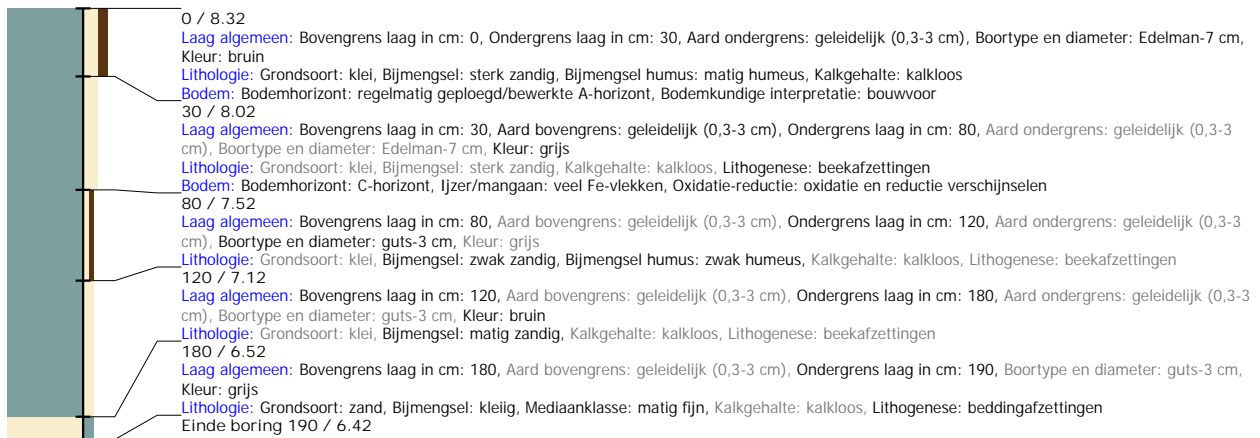 0 / 8.32
Laag algemeen: Bovengrens laag in cm: 0, Ondergrens laag in cm: 30, Aard ondergrens: geleidelijk (0,3-3 cm), Boortype en diameter: Edelman-7 cm,
Kleur: bruin
Lithologie: Grondsoort: klei, Bijmengsel: sterk zandig, Bijmengsel humus: matig humeus, Kalkgehalte: kalkloos
Bodem: Bodemhorizont: regelmatig geploegd/bewerkte A-horizont, Bodemkundige interpretatie: bouwvoor
30 / 8.02
Laag algemeen: Bovengrens laag in cm: 30, Aard bovengrens: geleidelijk (0,3-3 cm), Ondergrens laag in cm: 80, Aard ondergrens: geleidelijk (0,3-3
cm), Boortype en diameter: Edelman-7 cm, Kleur: grijs
Lithologie: Grondsoort: klei, Bijmengsel: sterk zandig, Kalkgehalte: kalkloos, Lithogenese: beekafzettingen
Bodem: Bodemhorizont: C-horizont, Ijzer/mangaan: veel Fe-vlekken, Oxidatie-reductie: oxidatie en reductie verschijnselen
80 / 7.52
Laag algemeen: Bovengrens laag in cm: 80, Aard bovengrens: geleidelijk (0,3-3 cm), Ondergrens laag in cm: 120, Aard ondergrens: geleidelijk (0,3-3
cm), Boortype en diameter: guts-3 cm, Kleur: grijs
Lithologie: Grondsoort: klei, Bijmengsel: zwak zandig, Bijmengsel humus: zwak humeus, Kalkgehalte: kalkloos, Lithogenese: beekafzettingen
120 / 7.12
Laag algemeen: Bovengrens laag in cm: 120, Aard bovengrens: geleidelijk (0,3-3 cm), Ondergrens laag in cm: 180, Aard ondergrens: geleidelijk (0,3-3
cm), Boortype en diameter: guts-3 cm, Kleur: bruin
Lithologie: Grondsoort: klei, Bijmengsel: matig zandig, Kalkgehalte: kalkloos, Lithogenese: beekafzettingen
180 / 6.52
Laag algemeen: Bovengrens laag in cm: 180, Aard bovengrens: geleidelijk (0,3-3 cm), Ondergrens laag in cm: 190, Boortype en diameter: guts-3 cm,
Kleur: grijs
Lithologie: Grondsoort: zand, Bijmengsel: kleiig, Mediaanklasse: matig fijn, Kalkgehalte: kalkloos, Lithogenese: beddingafzettingen
Einde boring 190 / 6.42